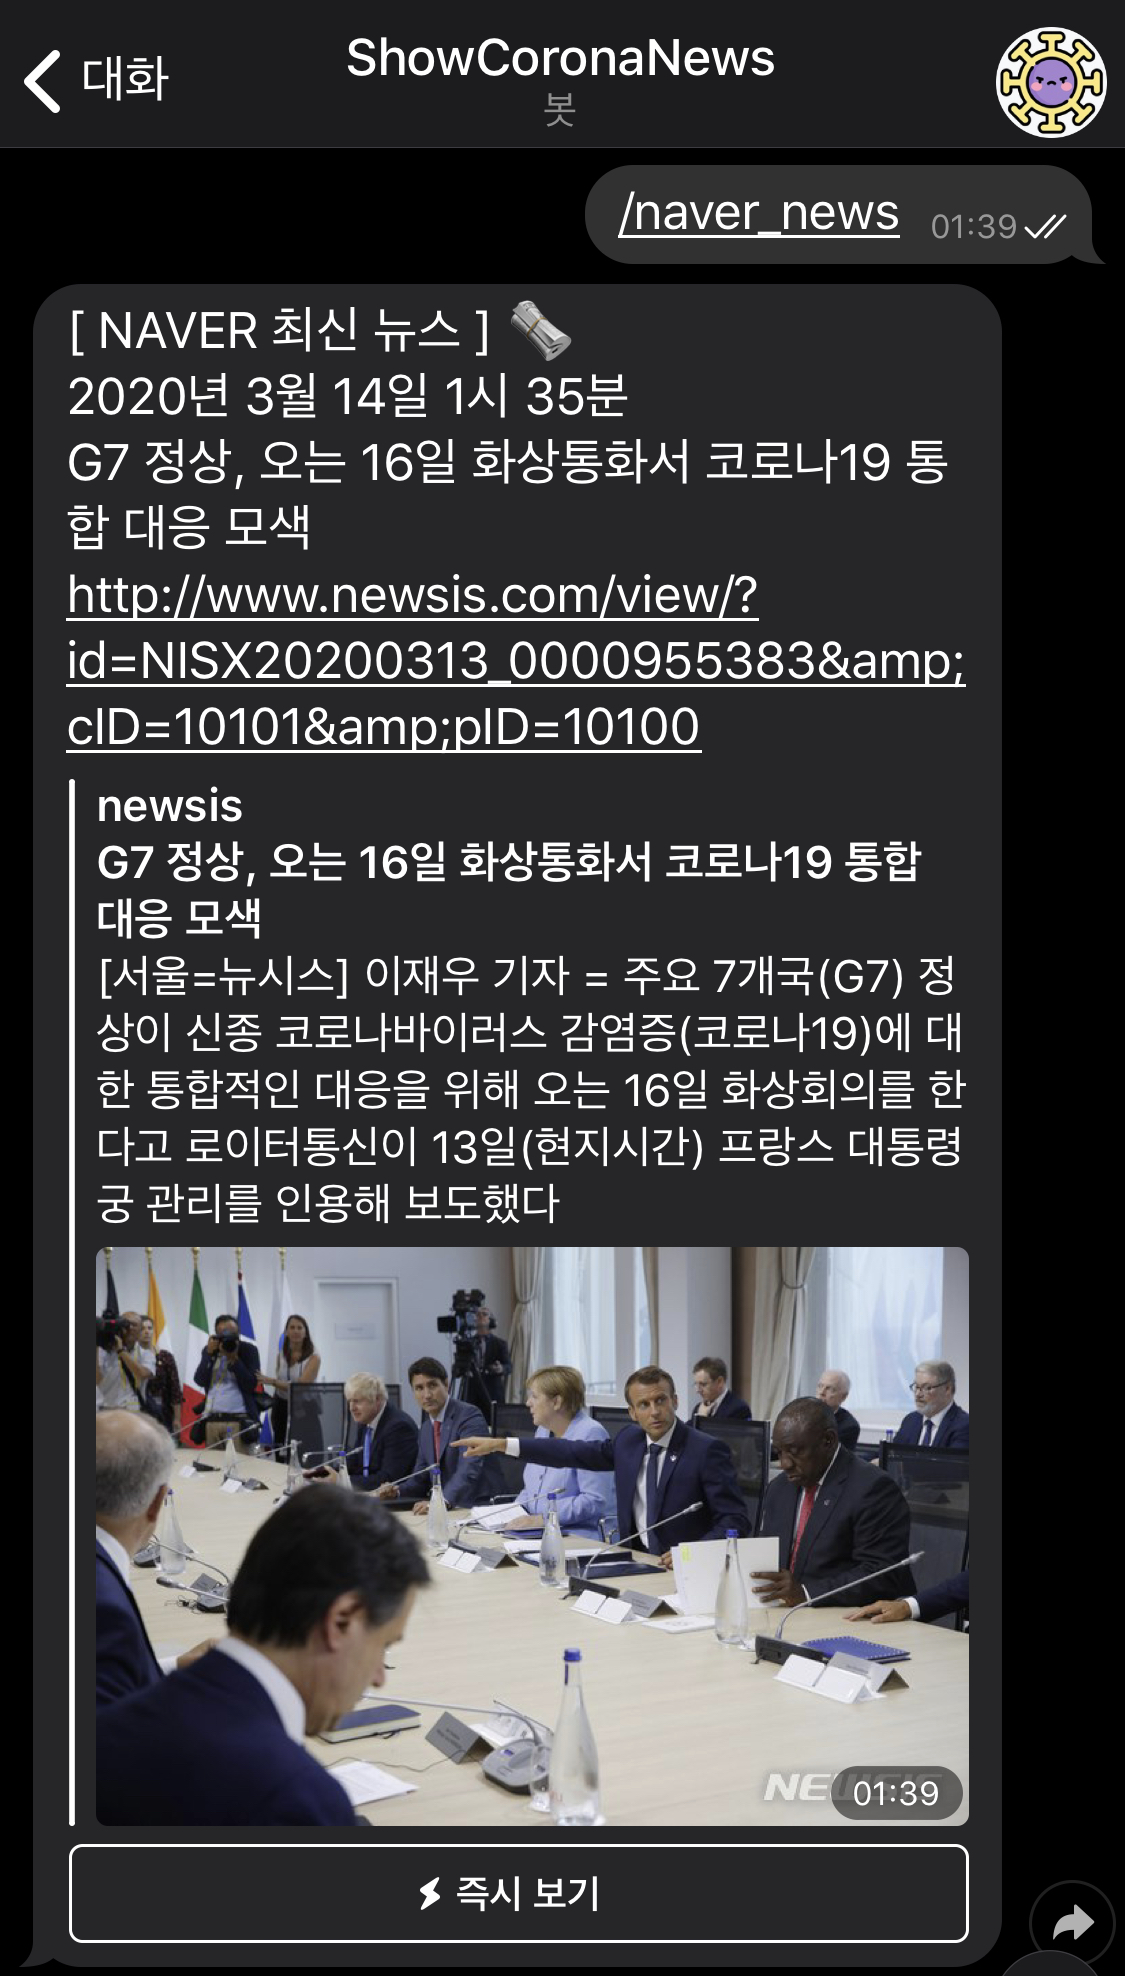 대화
ShowCoronaNews
봇
/naver_news 01:39
[ NAVER 최신 뉴스 ]
2020년 3월 14일 1시 35분
G7 정상, 오는 16일 화상통화서 코로나19 통
합 대응 모색
http://www.newsis.com/view/?
id=NISX20200313_0000955383&amp;
cID=10101&amp;pID=10100
newsis
G7 정상, 오는 16일 화상통화서 코로나19 통합
대응 모색
[서울=뉴시스] 이재우 기자 = 주요 7개국(G7) 정
상이 신종 코로나바이러스 감염증(코로나19)에 대
한 통합적인 대응을 위해 오는 16일 화상회의를 한
다고 로이터통신이 13일(현지시간) 프랑스 대통령
궁 관리를 인용해 보도했다
01:39
즉시 보기